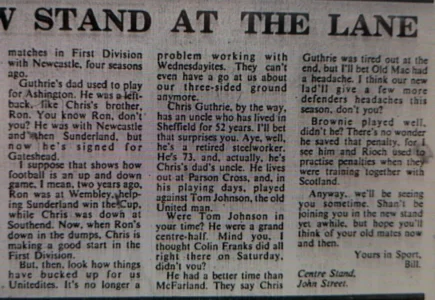 STAND AT THE LANE
matches in First Division
with Newcastle, four seasons
ago.
Guthrie's dad used to play
for Ashington. He was a left-
back, like Chris's brother,
Ron. You know Ron, don't
you? He was with Newcastle
and then Sunderland, but
now he's signed for
Gateshead.
I suppose that shows how
football is an up and down
game. I mean, two years ago,
Ron was at Wembley, helping
Sunderland win the Cup,
while Chris was down at
Southend. Now, when Ron's
down in the dumps, Chris is
making a good start in the
First Division.
But, then, look how things
have bucked up for us
Unitedites. It's no longer a
problem working with
Wednesdayites. They can't
even have a go at us about
our three-sided ground
anymore.
Chris Guthrie, by the way,
has an uncle who has lived in
Sheffield for 52 years. I'll bet
that surprises you. Aye, well,
he's a retired steelworker.
He's 73, and, actually, he's
Chris's dad's uncle. He lives
out at Parson Cross, and, in
his playing days, played
against Tom Johnson, the old
United man.
Were Tom Johnson in
your time? He were a grand
centre-half. Mind you, I
thought Colin Franks did all
right there on Saturday,
didn't you?
He had a better time than
McFarland. They say Chris
Guthrie was tired out at the
end, but I'll bet Old Mac had
a headache. I think our new
lad'll give a few more
defenders headaches this
season, don't you?
Brownie played well,
didn't he? There's no wonder
he saved that penalty, for I
see him and Rioch used to
practise penalties when they
were training together with
Scotland.
Anyway, we'll be seeing
you sometime. Shan't be
joining you in the new stand
yet awhile, but hope you'll
think of your old mates now
and then.
Yours in Sport,
Bill.
Centre Stand,
John Street.